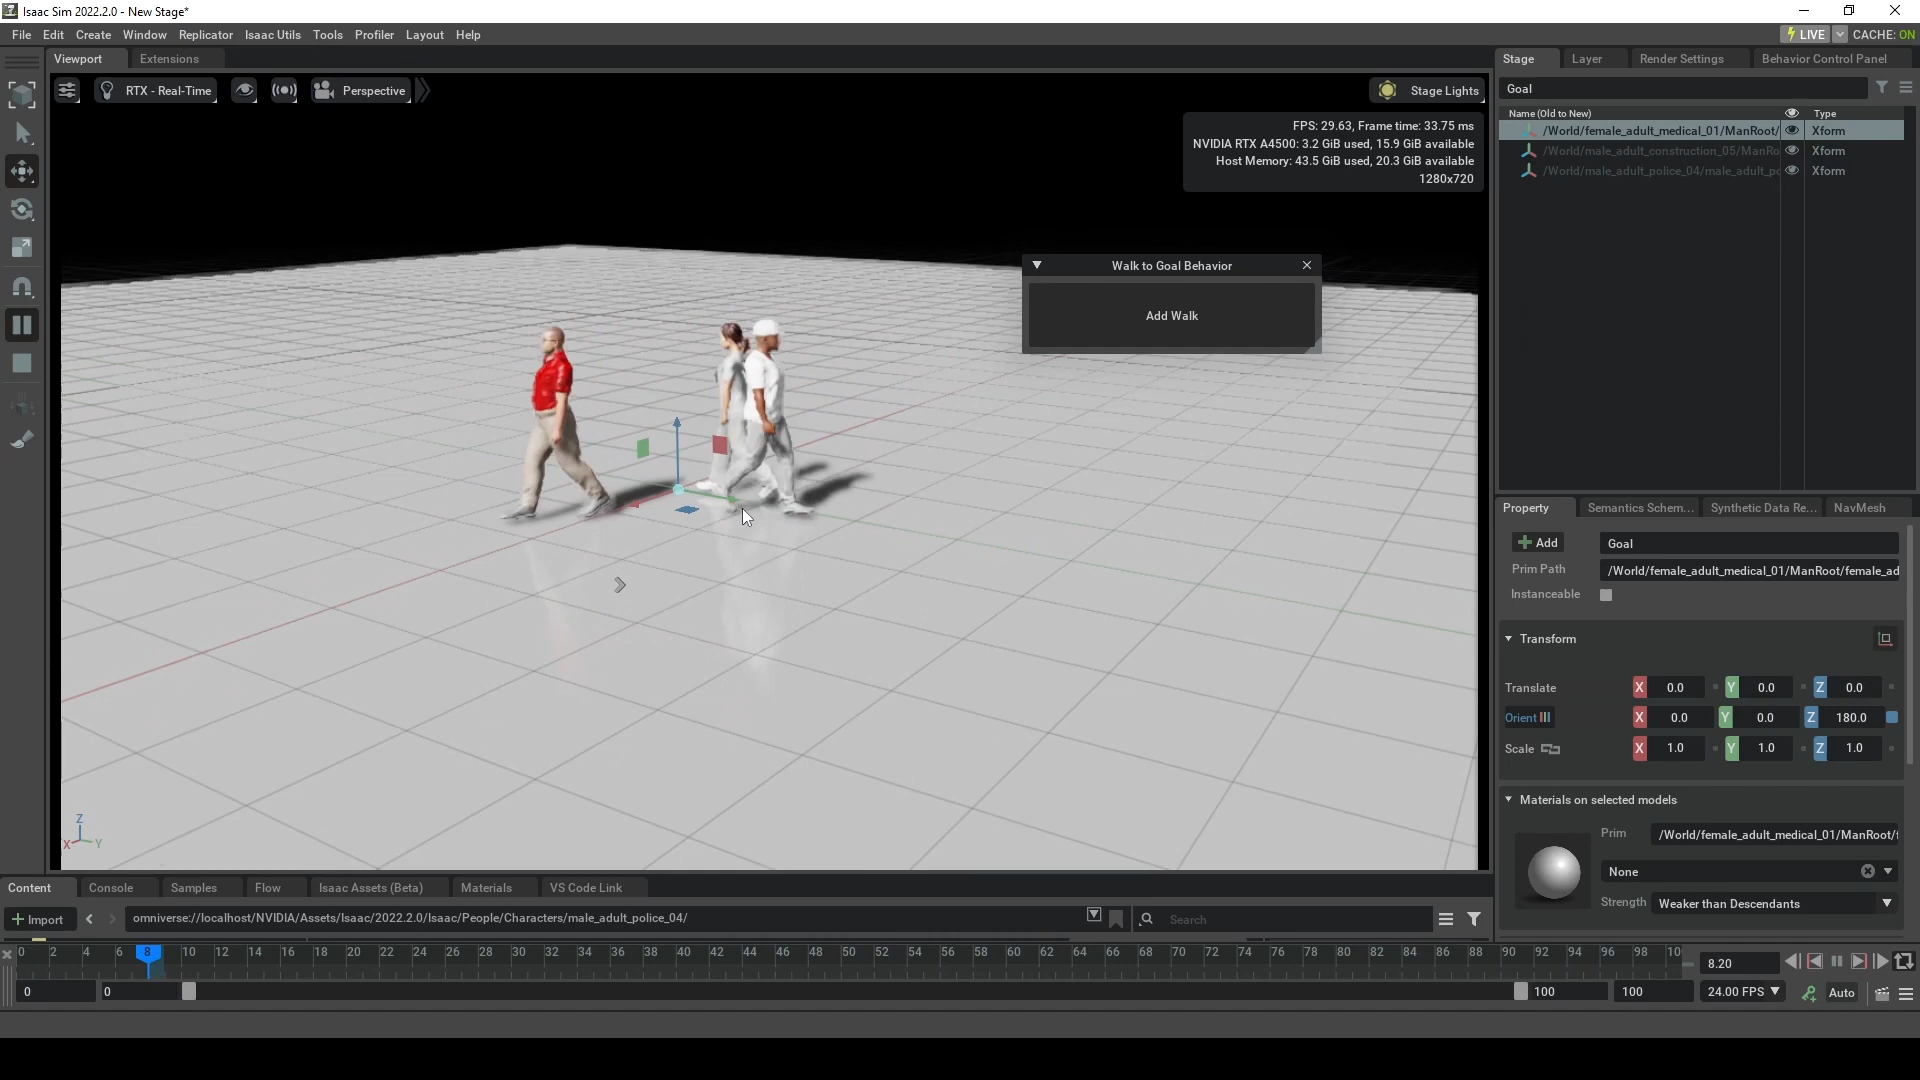 Isaac Sim 2022.2.0 - New Stage*
File Edit Create Window Replicator Isaac Utils Tools Profiler Layout Help
LIVE CACHE: ON
Viewport Extensions
Stage Layer Render Settings Behavior Control Panel
RTX - Real-Time Perspective Stage Lights
Goal
FPS: 29.63, Frame time: 33.75 ms
NVIDIA RTX A4500: 3.2 GiB used, 15.9 GiB available
Host Memory: 43.5 GiB used, 20.3 GiB available
1280x720
Name (Old to New) Type
/World/female_adult_medical_01/ManRoot/ Xform
/World/male_adult_construction_05/ManRo Xform
/World/male_adult_police_04/male_adult_po Xform
Walk to Goal Behavior
Add Walk
Property Semantics Schem... Synthetic Data Re... NavMesh
Add Goal
Prim Path /World/female_adult_medical_01/ManRoot/female_ad
Instanceable
Transform
Translate X 0.0 Y 0.0 Z 0.0
Orient X 0.0 Y 0.0 Z 180.0
Scale X 1.0 Y 1.0 Z 1.0
Materials on selected models
Prim /World/female_adult_medical_01/ManRoot/f
None
Strength Weaker than Descendants
Z
X Y
Content Console Samples Flow Isaac Assets (Beta) Materials VS Code Link
Import omniverse://localhost/NVIDIA/Assets/Isaac/2022.2.0/Isaac/People/Characters/male_adult_police_04/ Search
0 2 4 6 8 10 12 14 16 18 20 22 24 26 28 30 32 34 36 38 40 42 44 46 48 50 52 54 56 58 60 62 64 66 68 70 72 74 76 78 80 82 84 86 88 90 92 94 96 98 10
8.20
0 0 100 100 24.00 FPS Auto